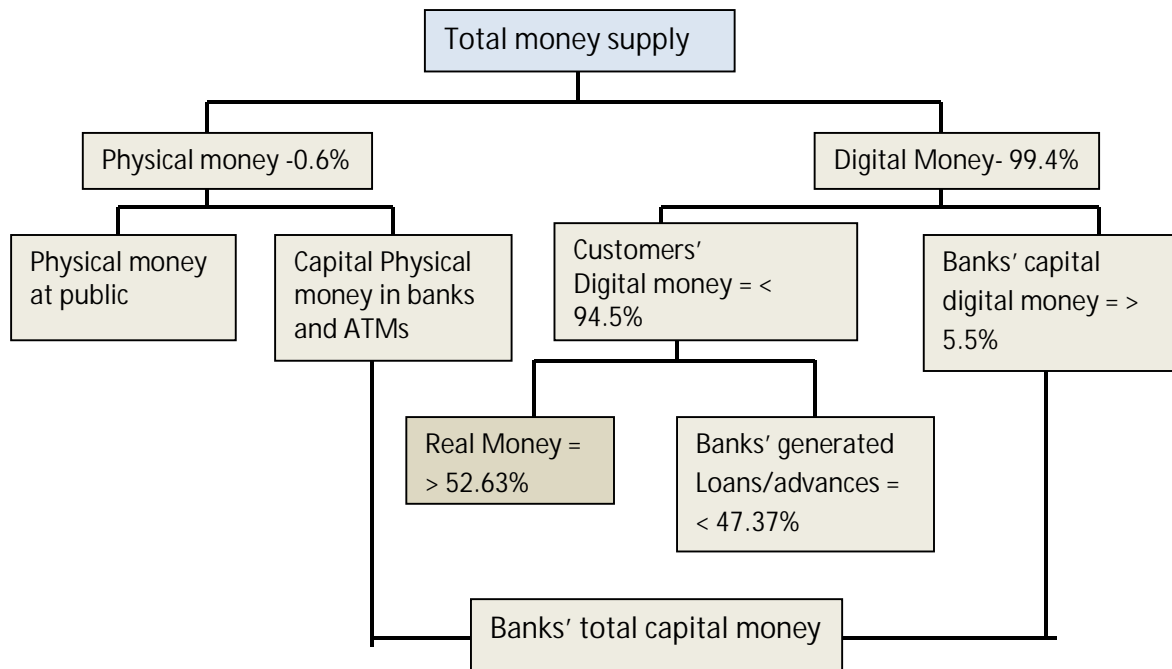 Total money supply
Physical money -0.6%
Digital Money- 99.4%
Physical money
at public
Capital Physical
money in banks
and ATMs
Customers’
Digital money = <
94.5%
Banks’ capital
digital money = >
5.5%
Real Money =
> 52.63%
Banks’ generated
Loans/advances =
< 47.37%
Banks’ total capital money